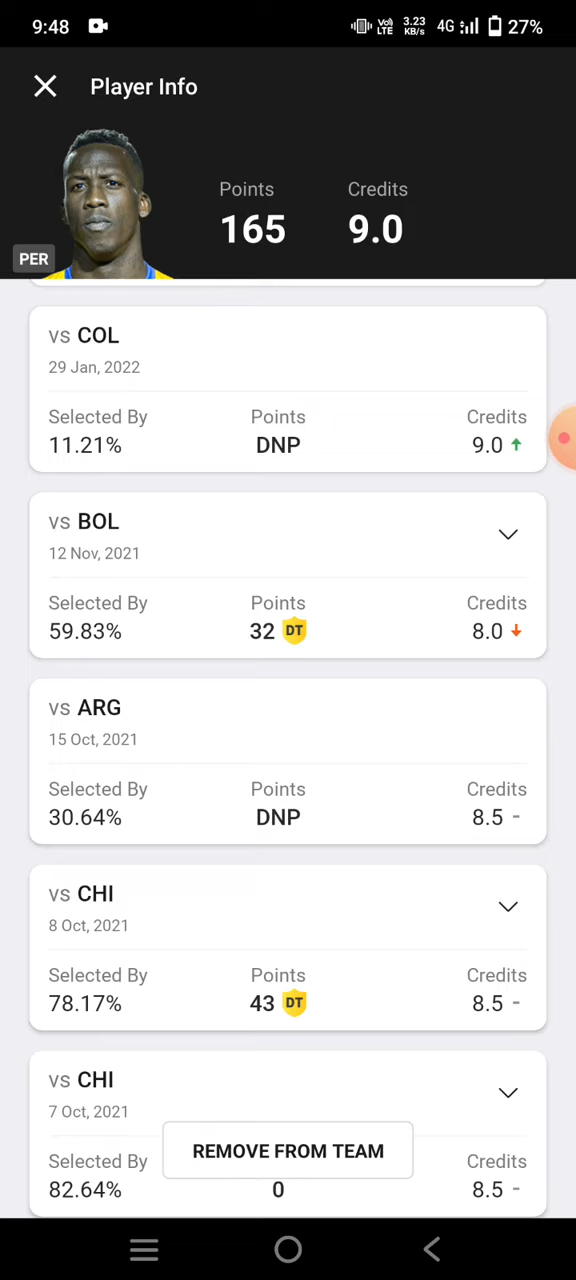 9:48 Vo) LTE 3.23 KB/s 4G 27%
Player Info
Points Credits
165 9.0
PER
vs COL
29 Jan, 2022
Selected By Points Credits
11.21% DNP 9.0
vs BOL
12 Nov, 2021
Selected By Points Credits
59.83% 32 DT 8.0
vs ARG
15 Oct, 2021
Selected By Points Credits
30.64% DNP 8.5 -
vs CHI
8 Oct, 2021
Selected By Points Credits
78.17% 43 DT 8.5 -
vs CHI
7 Oct, 2021
REMOVE FROM TEAM
Selected By Credits
82.64% 0 8.5 -